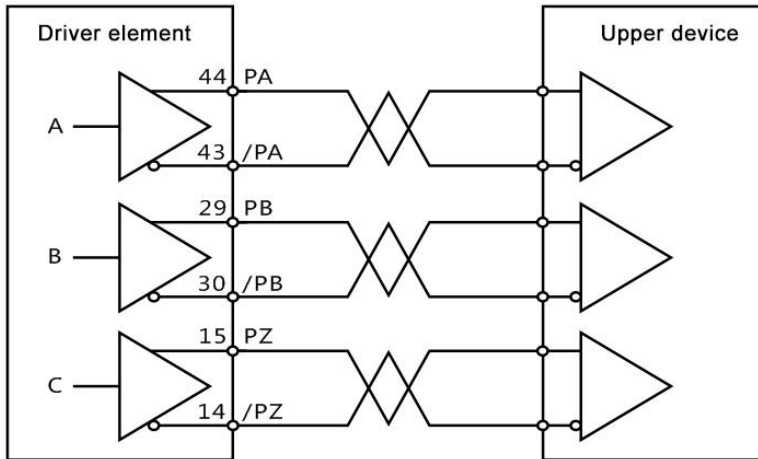 Driver element
Upper device
44 PA
A
43 /PA
29 PB
B
30 /PB
15 PZ
C
14 /PZ